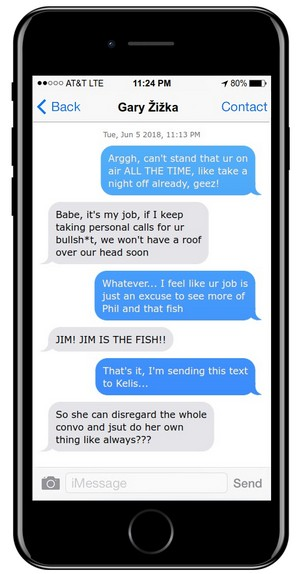 AT&T LTE 11:24 PM 80%
Back Gary Žižka Contact
Tue, Jun 5 2018, 11:13 PM
Arggh, can't stand that ur on
air ALL THE TIME, like take a
night off already, geez!
Babe, it's my job, if I keep
taking personal calls for ur
bullsh*t, we won't have a roof
over our head soon
Whatever... I feel like ur job is
just an excuse to see more of
Phil and that fish
JIM! JIM IS THE FISH!!
That's it, I'm sending this text
to Kelis...
So she can disregard the whole
convo and jsut do her own
thing like always???
iMessage Send